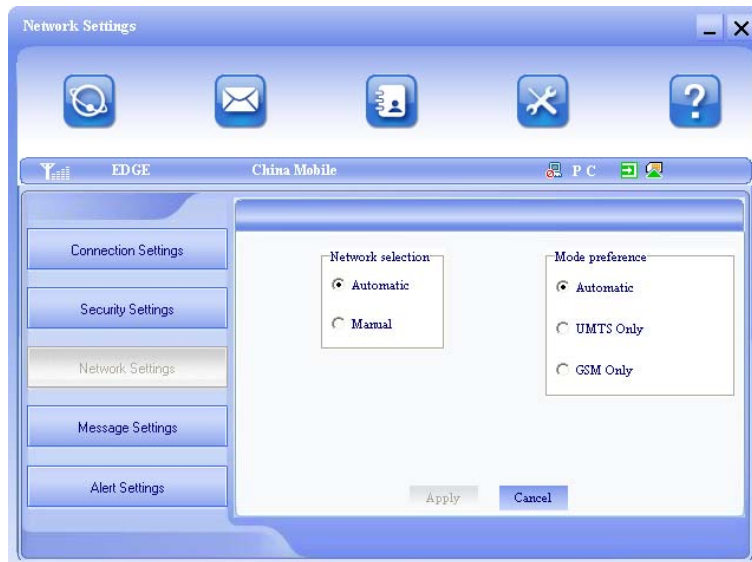 Network Settings
EDGE China Mobile P C
Connection Settings
Security Settings
Network Settings
Message Settings
Alert Settings
Network selection
Automatic
Manual
Mode preference
Automatic
UMTS Only
GSM Only
Apply Cancel